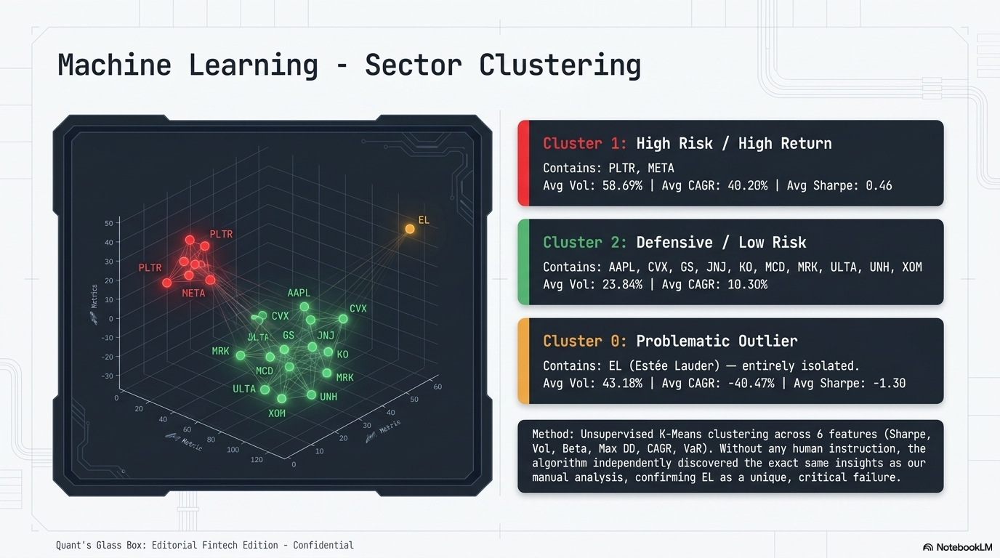 Machine Learning - Sector Clustering
PLTR
PLTR
META
EL
AAPL
CVX
CVX
GS
JNJ
MRK
KO
MCD
MRK
ULTA
UNH
XOM
50
40
30
20
10
0
-10
-20
-30
Metrics
0
20
40
60
80
100
120
Metric
0
10
20
30
40
50
60
Metric
Cluster 1: High Risk / High Return
Contains: PLTR, META
Avg Vol: 58.69% | Avg CAGR: 40.20% | Avg Sharpe: 0.46
Cluster 2: Defensive / Low Risk
Contains: AAPL, CVX, GS, JNJ, KO, MCD, MRK, ULTA, UNH, XOM
Avg Vol: 23.84% | Avg CAGR: 10.30%
Cluster 0: Problematic Outlier
Contains: EL (Estée Lauder) — entirely isolated.
Avg Vol: 43.18% | Avg CAGR: -40.47% | Avg Sharpe: -1.30
Method: Unsupervised K-Means clustering across 6 features (Sharpe,
Vol, Beta, Max DD, CAGR, VaR). Without any human instruction, the
algorithm independently discovered the exact same insights as our
manual analysis, confirming EL as a unique, critical failure.
Quant's Glass Box: Editorial Fintech Edition - Confidential
NotebookLM